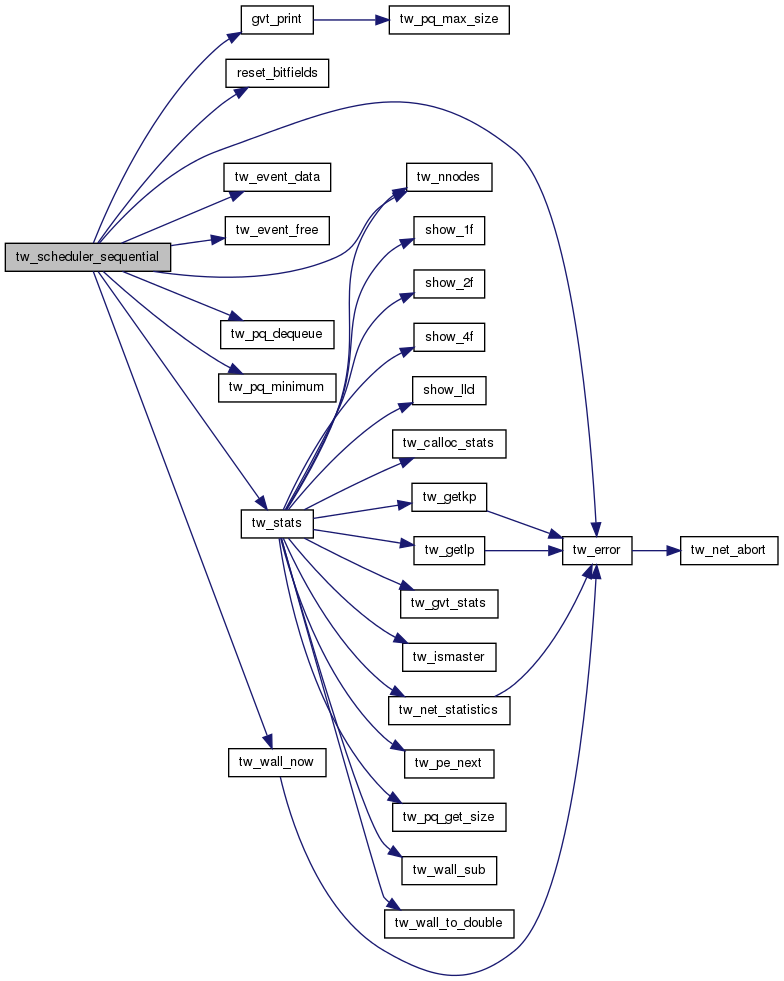 gvt_print
tw_pq_max_size
reset_bitfields
tw_event_data
tw_nnodes
tw_event_free
show_1f
tw_scheduler_sequential
show_2f
tw_pq_dequeue
show_4f
tw_pq_minimum
show_lld
tw_calloc_stats
tw_getkp
tw_stats
tw_getlp
tw_error
tw_net_abort
tw_gvt_stats
tw_ismaster
tw_net_statistics
tw_wall_now
tw_pe_next
tw_pq_get_size
tw_wall_sub
tw_wall_to_double